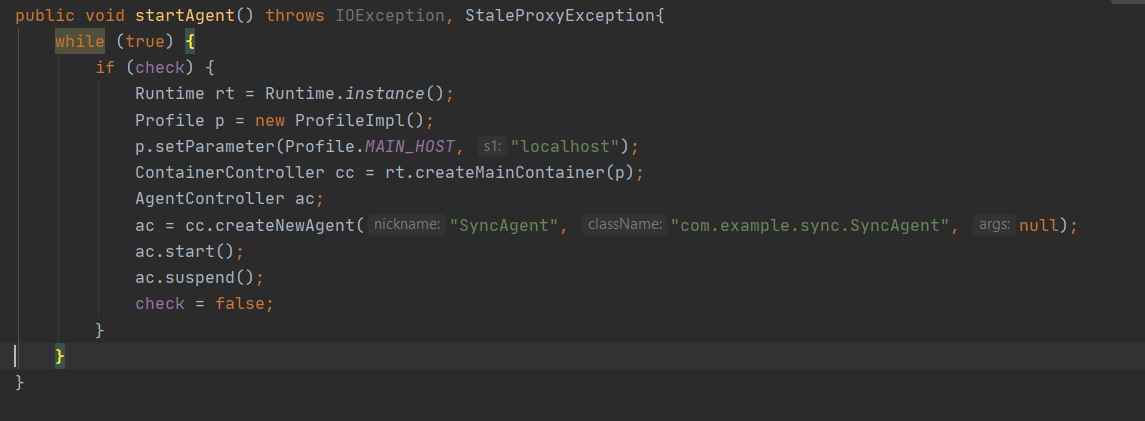 public void startAgent() throws IOException, StaleProxyException{
while (true) {
if (check) {
Runtime rt = Runtime.instance();
Profile p = new ProfileImpl();
p.setParameter(Profile.MAIN_HOST, s1: "localhost");
ContainerController cc = rt.createMainContainer(p);
AgentController ac;
ac = cc.createNewAgent( nickname: "SyncAgent", className: "com.example.sync.SyncAgent", args: null);
ac.start();
ac.suspend();
check = false;
}
}
}